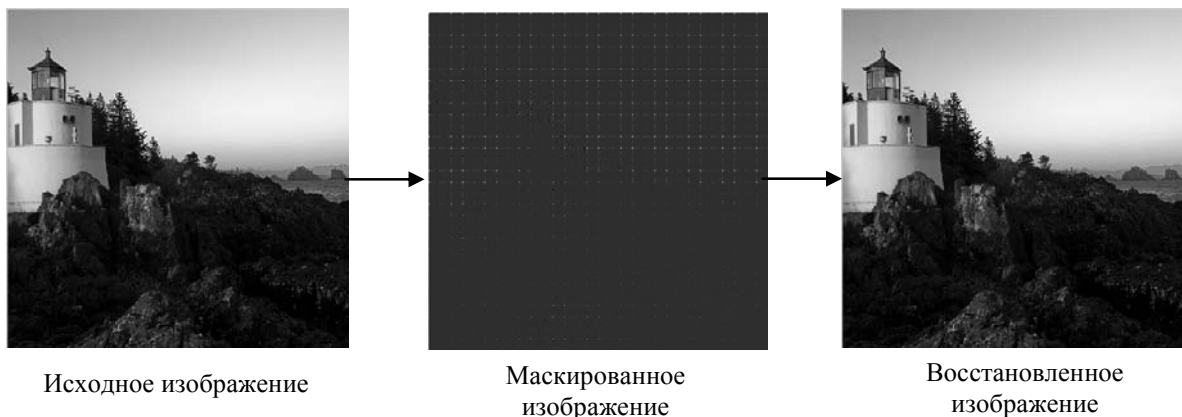 Исходное изображение
Маскированное
изображение
Восстановленное
изображение